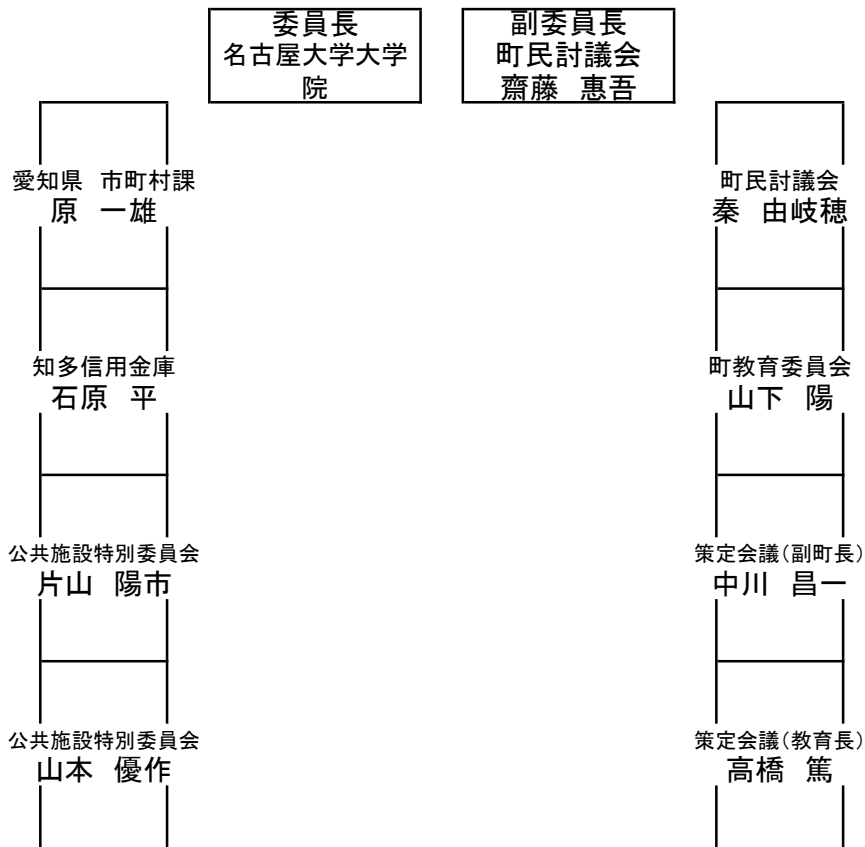 委員長
名古屋大学大学
院
副委員長
町民討議会
齋藤 惠吾
愛知県 市町村課
原 一雄
町民討議会
秦 由岐穂
知多信用金庫
石原 平
町教育委員会
山下 陽
公共施設特別委員会
片山 陽市
策定会議(副町長)
中川 昌一
公共施設特別委員会
山本 優作
策定会議(教育長)
高橋 篤